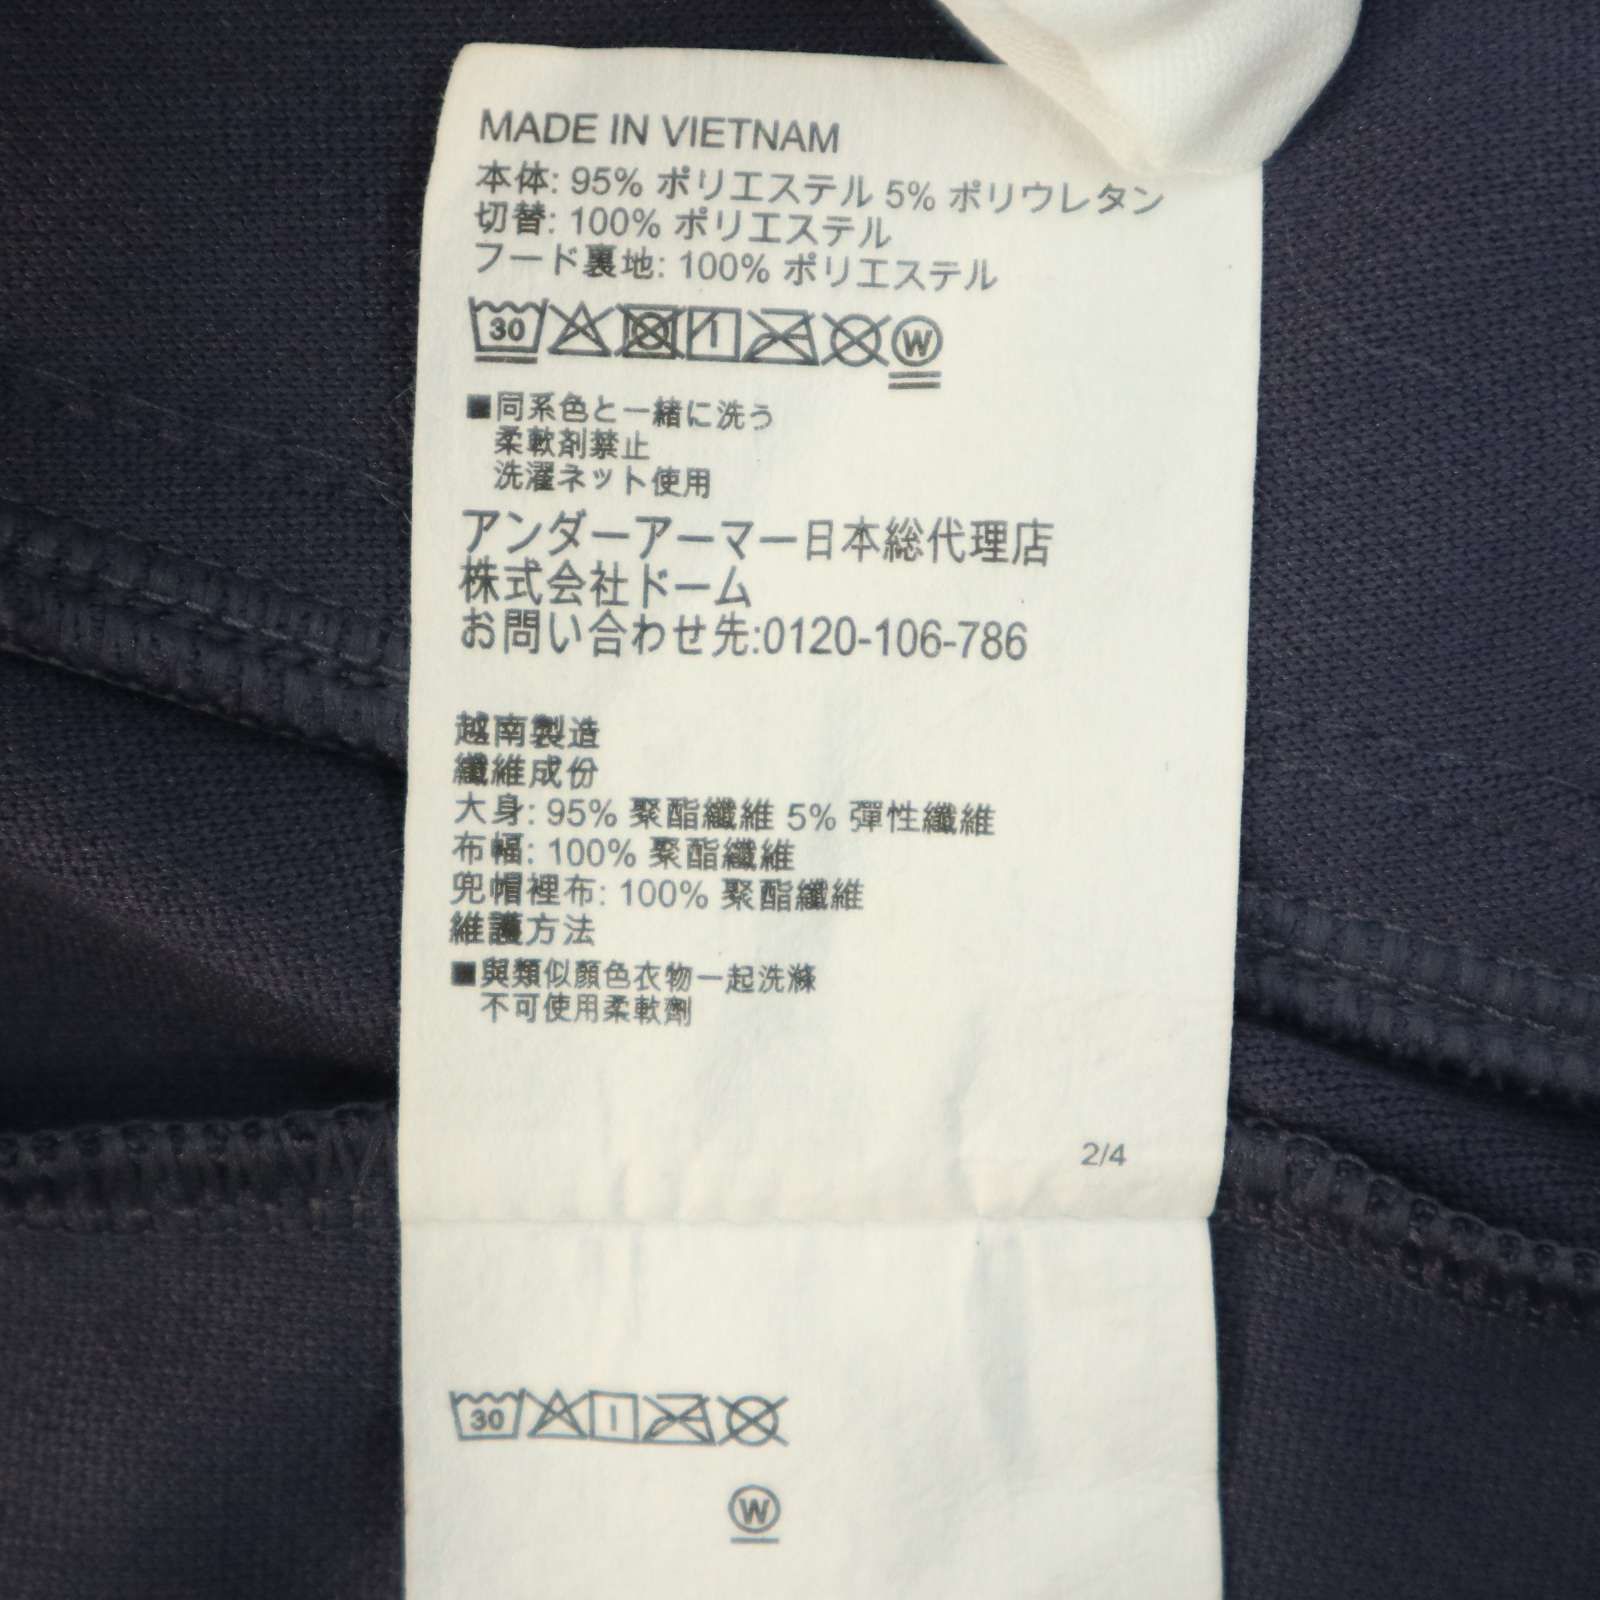 MADE IN VIETNAM
本体: 95% ポリエステル 5% ポリウレタン
切替: 100% ポリエステル
フード裏地: 100% ポリエステル
30 W
■同系色と一緒に洗う
柔軟剤禁止
洗濯ネット使用
アンダーアーマー日本総代理店
株式会社ドーム
お問い合わせ先:0120-106-786
越南製造
纖維成份
大身: 95% 聚酯纖維 5% 彈性纖維
布幅: 100% 聚酯纖維
兜帽裡布: 100% 聚酯纖維
維護方法
■與類似顏色衣物一起洗滌
不可使用柔軟劑
2/4
30
W